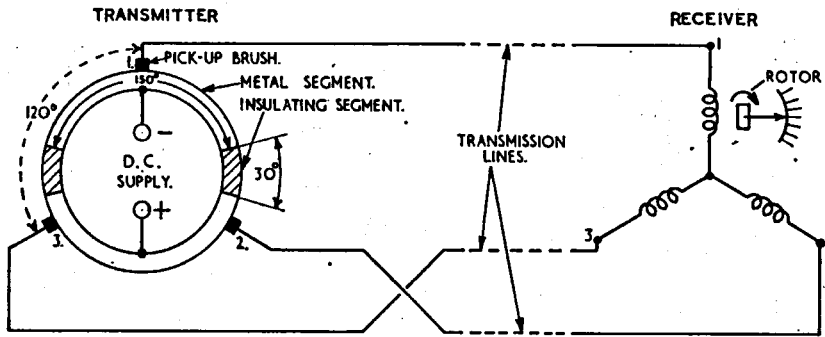 TRANSMITTER
RECEIVER
1.
PICK-UP BRUSH.
1
150°
METAL SEGMENT.
ROTOR
INSULATING SEGMENT.
120°
−
TRANSMISSION
LINES.
D.C.
SUPPLY.
30°
+
3.
2.
3